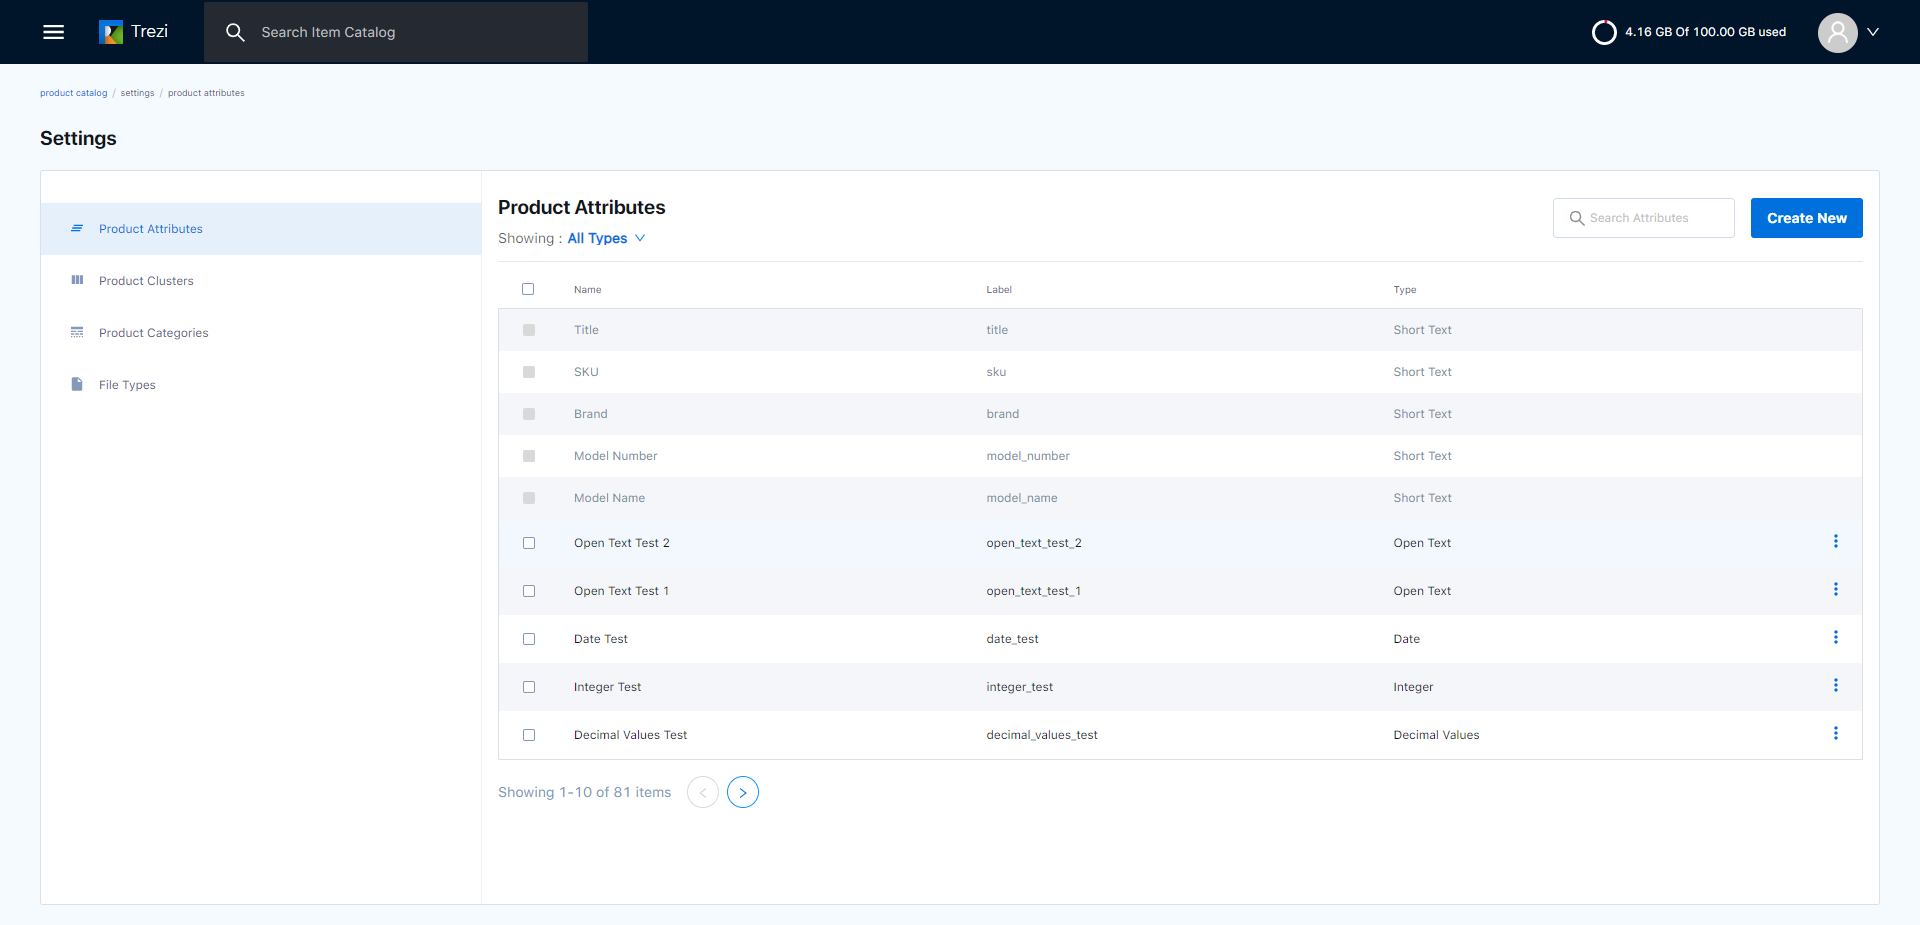 Trezi
Search Item Catalog
4.16 GB Of 100.00 GB used
product catalog / settings / product attributes
Settings
Product Attributes
Product Clusters
Product Categories
File Types
Product Attributes
Showing : All Types
Search Attributes
Create New
Name Label Type
Title title Short Text
SKU sku Short Text
Brand brand Short Text
Model Number model_number Short Text
Model Name model_name Short Text
Open Text Test 2 open_text_test_2 Open Text
Open Text Test 1 open_text_test_1 Open Text
Date Test date_test Date
Integer Test integer_test Integer
Decimal Values Test decimal_values_test Decimal Values
Showing 1-10 of 81 items